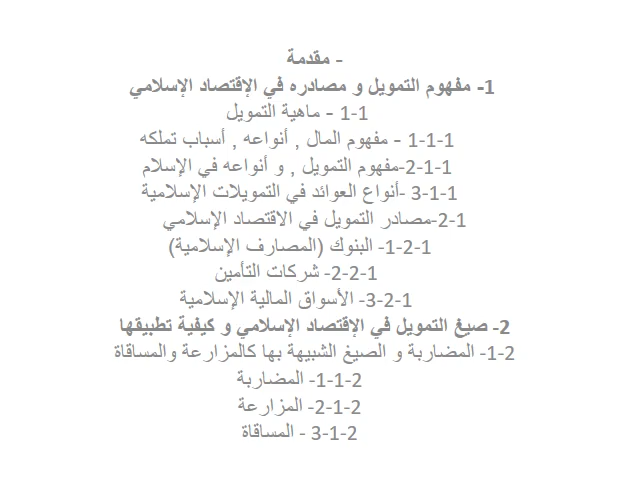 - مقدمة
1- مفهوم التمويل و مصادره في الإقتصاد الإسلامي
1-1 - ماهية التمويل
1-1-1 - مفهوم المال , أنواعه , أسباب تملكه
1-1-2-مفهوم التمويل , و أنواعه في الإسلام
1-1-3 -أنواع العوائد في التمويلات الإسلامية
1-2-مصادر التمويل في الاقتصاد الإسلامي
1-2-1- البنوك (المصارف الإسلامية)
1-2-2- شركات التأمين
1-2-3- الأسواق المالية الإسلامية
2- صيغ التمويل في الإقتصاد الإسلامي و كيفية تطبيقها
2-1- المضاربة و الصيغ الشبيهة بها كالمزارعة والمساقاة
2-1-1- المضاربة
2-1-2- المزارعة
2-1-3 - المساقاة